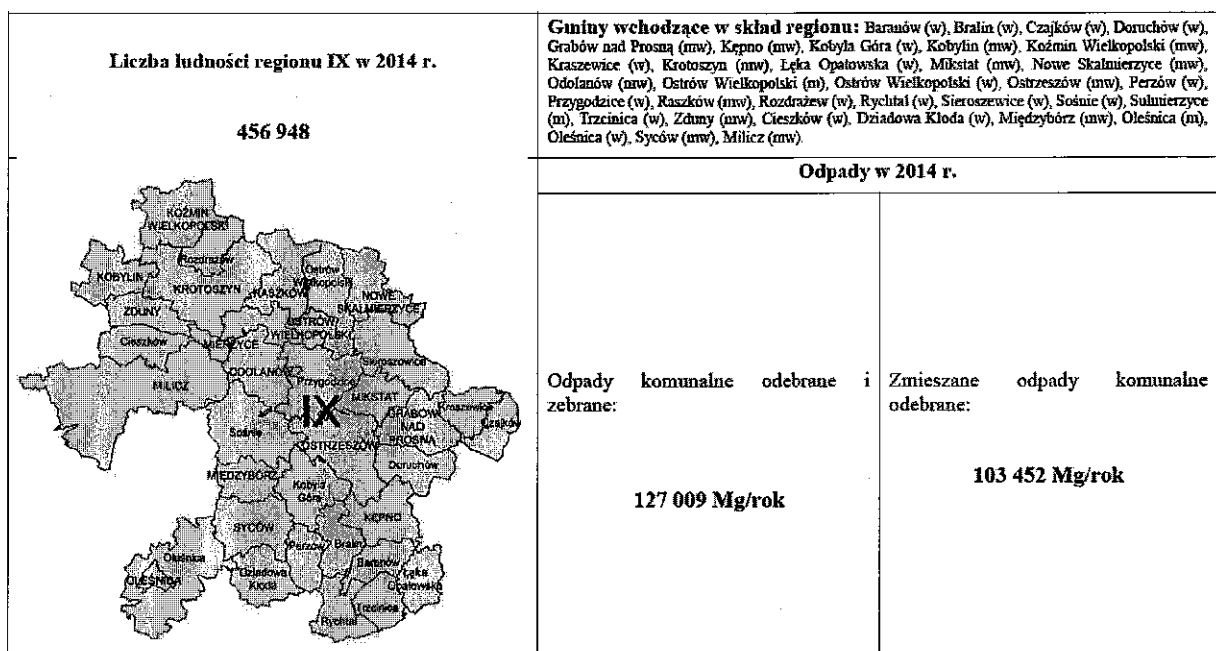 Liczba ludności regionu IX w 2014 r.
456 948
Gminy wchodzące w skład regionu: Baranów (w), Bralin (w), Czajków (w), Doruchów (w),
Grabów nad Prosną (mw), Kępno (mw), Kobyla Góra (w), Kobylin (mw), Koźmin Wielkopolski (mw),
Kraszewice (w), Krotoszyn (mw), Łęka Opatowska (w), Mikstat (mw), Nowe Skalmierzyce (mw),
Odolanów (mw), Ostrów Wielkopolski (m), Ostrów Wielkopolski (w), Ostrzeszów (mw), Perzów (w),
Przygodzice (w), Raszków (mw), Rozdrażew (w), Rychtal (w), Sieroszewice (w), Sośnie (w), Sulmierzyce
(m), Trzcinica (w), Zduny (mw), Cieszków (w), Dziadowa Kłoda (w), Międzybórz (mw), Oleśnica (m),
Oleśnica (w), Syców (mw), Milicz (mw).
Odpady w 2014 r.
Odpady komunalne odebrane i
zebrane:
127 009 Mg/rok
Zmieszane odpady komunalne
odebrane:
103 452 Mg/rok
KOŹMIN
WIELKOPOLSKI
Rozdrażew
KOBYLIN
KROTOSZYN
RASZKÓW
Ostrów
Wielkopolski
NOWE
SKALMIERZYCE
ZDUNY
OSTRÓW
WIELKOPOLSKI
Cieszków
MIERZYCE
Sieroszewice
MILICZ
ODOLANÓW
Przygodzice
MIKSTAT
IX
GRABÓW
NAD
PROSNĄ
Kraszewice
Czajków
Sośnie
OSTRZESZÓW
Doruchów
MIĘDZYBÓRZ
Kobyla
Góra
KĘPNO
SYCÓW
Perzów
Bralin
Oleśnica
OLEŚNICA
Dziadowa
Kłoda
Baranów
Łęka
Opatowska
Trzcinica
Rychtal